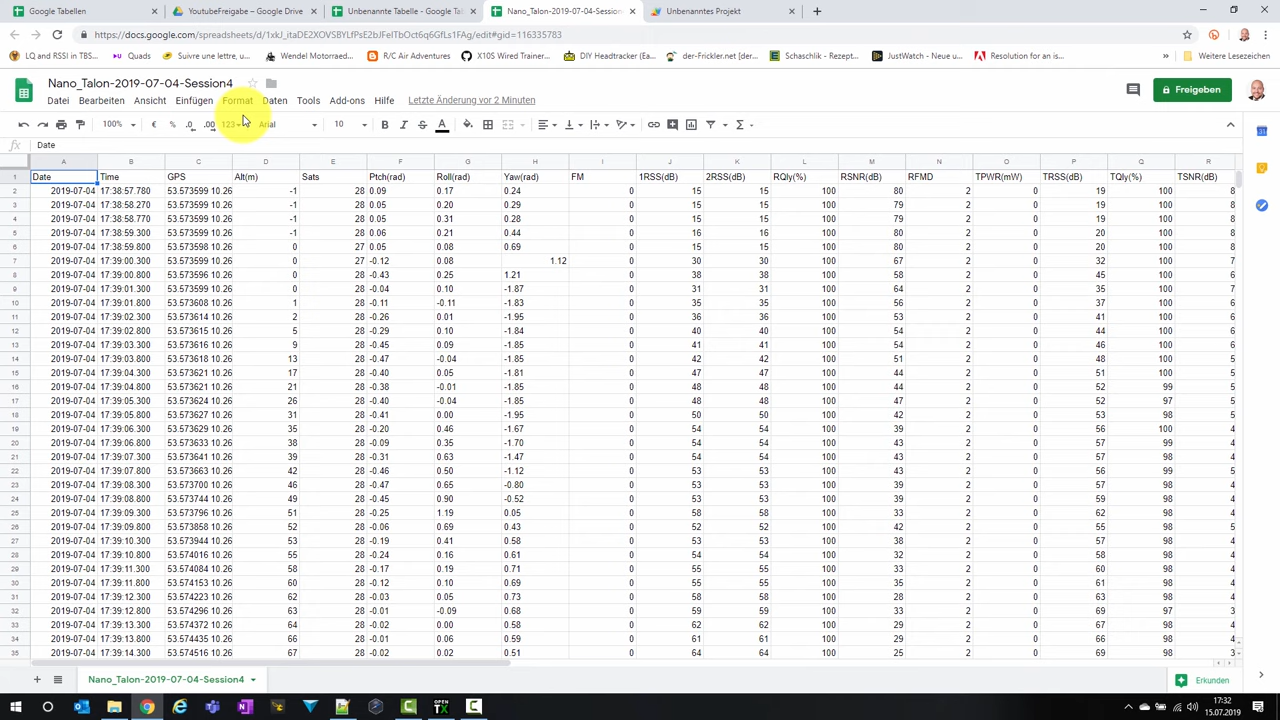 Google Tabellen
YoutubeFreigabe – Google Drive
Unbenannte Tabelle - Google Tab
Nano_Talon-2019-07-04-Session4
Unbenanntes Projekt
https://docs.google.com/spreadsheets/d/1xkJ_itaDE2XOVSBYLfPsE2bJFeITbOct6q6GfLs1FAg/edit#gid=116335783
LQ and RSSI in TBS...
Quads
Suivre une lettre, u...
Wendel Motorraed...
R/C Air Adventures
X10S Works - Googl...
DIY Headtracker (Ea...
der-Frickler.net (to...
Schaschlik - Rezept...
JustWatch - Neu au...
Resolution for an is...
Weitere Lesezeichen
Nano_Talon-2019-07-04-Session4
Datei Bearbeiten Ansicht Einfügen Format Daten Tools Add-ons Hilfe Letzte Änderung vor 2 Minuten
Freigeben
100% € % .0 .00 123 Arial 10 B I S A
fx Date
A B C D E F G H I J K L M N O P Q R
1 Date Time GPS Alt(m) Sats Ptch(rad) Roll(rad) Yaw(rad) FM 1RSS(dB) 2RSS(dB) RQly(%) RSNR(dB) RFMD TPWR(mW) TRSS(dB) TQly(%) TSNR(dB)
2 2019-07-04 17:38:57.780 53.573599 10.26 -1 28 0.09 0.17 0.24 0 15 15 100 80 2 0 19 100 8
3 2019-07-04 17:38:58.270 53.573599 10.26 -1 28 0.05 0.20 0.29 0 15 15 100 79 2 0 19 100 8
4 2019-07-04 17:38:58.770 53.573599 10.26 -1 28 0.05 0.31 0.28 0 15 15 100 79 2 0 19 100 8
5 2019-07-04 17:38:59.300 53.573599 10.26 -1 28 0.06 0.21 0.44 0 16 16 100 80 2 0 20 100 8
6 2019-07-04 17:38:59.800 53.573599 10.26 0 27 0.05 0.08 0.69 0 15 15 100 80 2 0 20 100 8
7 2019-07-04 17:39:00.300 53.573599 10.26 0 27 -0.12 0.08 1.12 0 30 30 100 67 2 0 32 100 7
8 2019-07-04 17:39:00.800 53.573596 10.26 0 28 -0.43 0.25 1.21 0 38 38 100 58 2 0 45 100 6
9 2019-07-04 17:39:01.300 53.573599 10.26 0 28 -0.04 0.10 -1.87 0 31 31 100 64 2 0 35 100 7
10 2019-07-04 17:39:01.800 53.573608 10.26 1 28 -0.11 -0.11 -1.83 0 35 35 100 56 2 0 37 100 6
11 2019-07-04 17:39:02.300 53.573614 10.26 2 28 -0.26 0.01 -1.95 0 36 36 100 53 2 0 41 100 6
12 2019-07-04 17:39:02.800 53.573615 10.26 5 28 -0.29 0.10 -1.84 0 40 40 100 54 2 0 44 100 6
13 2019-07-04 17:39:03.300 53.573616 10.26 9 28 -0.45 0.09 -1.85 0 41 41 100 54 2 0 46 100 6
14 2019-07-04 17:39:03.800 53.573618 10.26 13 28 -0.47 -0.04 -1.85 0 42 42 100 51 2 0 48 100 5
15 2019-07-04 17:39:04.300 53.573621 10.26 17 28 -0.40 0.05 -1.81 0 47 47 100 44 2 0 51 100 5
16 2019-07-04 17:39:04.800 53.573621 10.26 21 28 -0.38 -0.01 -1.85 0 48 48 100 44 2 0 52 99 5
17 2019-07-04 17:39:05.300 53.573624 10.26 26 28 -0.40 -0.04 -1.85 0 48 48 100 47 2 0 52 97 5
18 2019-07-04 17:39:05.800 53.573627 10.26 31 28 -0.41 0.00 -1.95 0 50 50 100 42 2 0 53 98 5
19 2019-07-04 17:39:06.300 53.573629 10.26 35 28 -0.20 0.46 -1.67 0 54 54 100 39 2 0 56 100 4
20 2019-07-04 17:39:06.800 53.573633 10.26 38 28 -0.09 0.35 -1.70 0 54 54 100 43 2 0 57 99 4
21 2019-07-04 17:39:07.300 53.573641 10.26 39 28 -0.31 0.63 -1.47 0 54 54 100 39 2 0 57 98 4
22 2019-07-04 17:39:07.800 53.573663 10.26 42 28 -0.46 0.50 -1.12 0 53 53 100 43 2 0 56 99 5
23 2019-07-04 17:39:08.300 53.573700 10.26 46 28 -0.47 0.65 -0.80 0 53 53 100 39 2 0 57 98 4
24 2019-07-04 17:39:08.800 53.573744 10.26 49 28 -0.45 0.90 -0.52 0 53 53 100 39 2 0 59 98 4
25 2019-07-04 17:39:09.300 53.573796 10.26 51 28 -0.25 1.19 0.05 0 58 58 100 39 2 0 62 98 4
26 2019-07-04 17:39:09.800 53.573858 10.26 52 28 -0.06 0.69 0.43 0 52 52 100 42 2 0 55 98 5
27 2019-07-04 17:39:10.300 53.573944 10.26 53 28 -0.19 0.41 0.58 0 53 53 100 39 2 0 57 98 4
28 2019-07-04 17:39:10.800 53.574016 10.26 55 28 -0.24 0.16 0.61 0 54 54 100 32 2 0 58 98 4
29 2019-07-04 17:39:11.300 53.574084 10.26 58 28 -0.17 0.19 0.71 0 55 55 100 33 2 0 60 98 4
30 2019-07-04 17:39:11.800 53.574153 10.26 60 28 -0.12 0.10 0.69 0 55 55 100 35 2 0 61 98 4
31 2019-07-04 17:39:12.300 53.574224 10.26 62 28 -0.03 0.05 0.73 0 58 58 100 28 2 0 63 98 4
32 2019-07-04 17:39:12.800 53.574296 10.26 63 28 -0.01 -0.09 0.68 0 59 59 100 33 2 0 69 97 3
33 2019-07-04 17:39:13.300 53.574372 10.26 64 28 -0.01 0.00 0.58 0 62 62 100 29 2 0 69 98 4
34 2019-07-04 17:39:13.800 53.574435 10.26 66 28 -0.01 0.06 0.59 0 61 61 100 29 2 0 66 98 4
35 2019-07-04 17:39:14.300 53.574516 10.26 67 28 -0.02 0.02 0.51 0 64 64 100 25 2 0 69 98 3
Nano_Talon-2019-07-04-Session4
Erkunden
17:32
15.07.2019